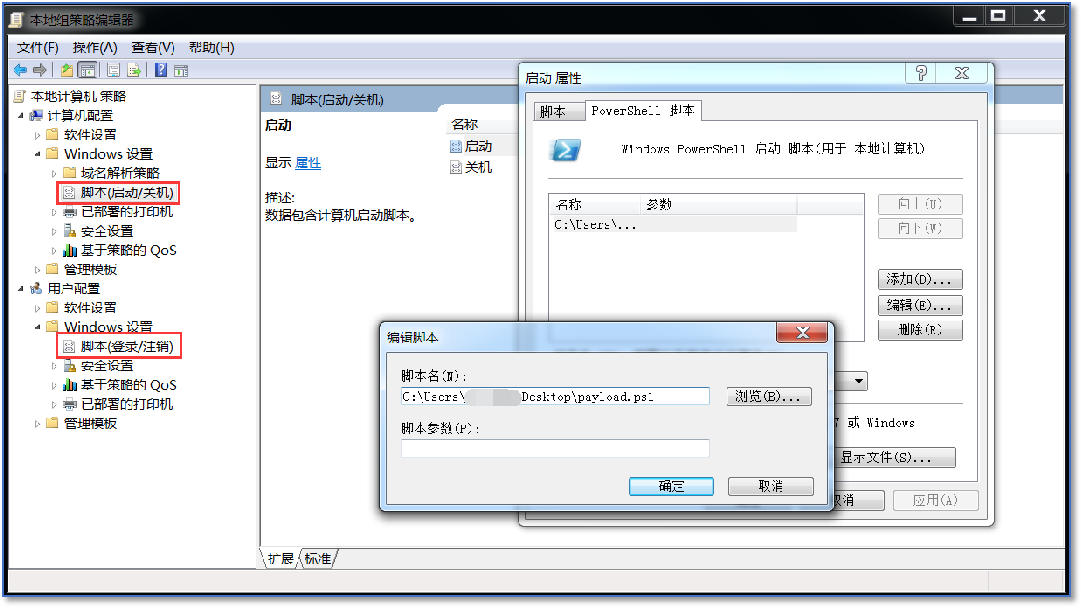 本地组策略编辑器
文件(F) 操作(A) 查看(V) 帮助(H)
本地计算机 策略
计算机配置
软件设置
Windows 设置
域名解析策略
脚本(启动/关机)
已部署的打印机
安全设置
基于策略的 QoS
管理模板
用户配置
软件设置
Windows 设置
脚本(登录/注销)
安全设置
基于策略的 QoS
已部署的打印机
管理模板
脚本(启动/关机)
启动
显示 属性
描述:
数据包含计算机启动脚本。
名称
启动
关机
扩展 标准
启动 属性
脚本 PowerShell 脚本
Windows PowerShell 启动 脚本(用于 本地计算机)
名称 参数
C:\Users\...
向上(U)
向下(W)
添加(D)...
编辑(E)...
删除(R)
或 Windows
显示文件(S)...
取消 应用(A)
编辑脚本
脚本名(N):
C:\Users\ Desktop\payload.ps1
浏览(B)...
脚本参数(P):
确定 取消